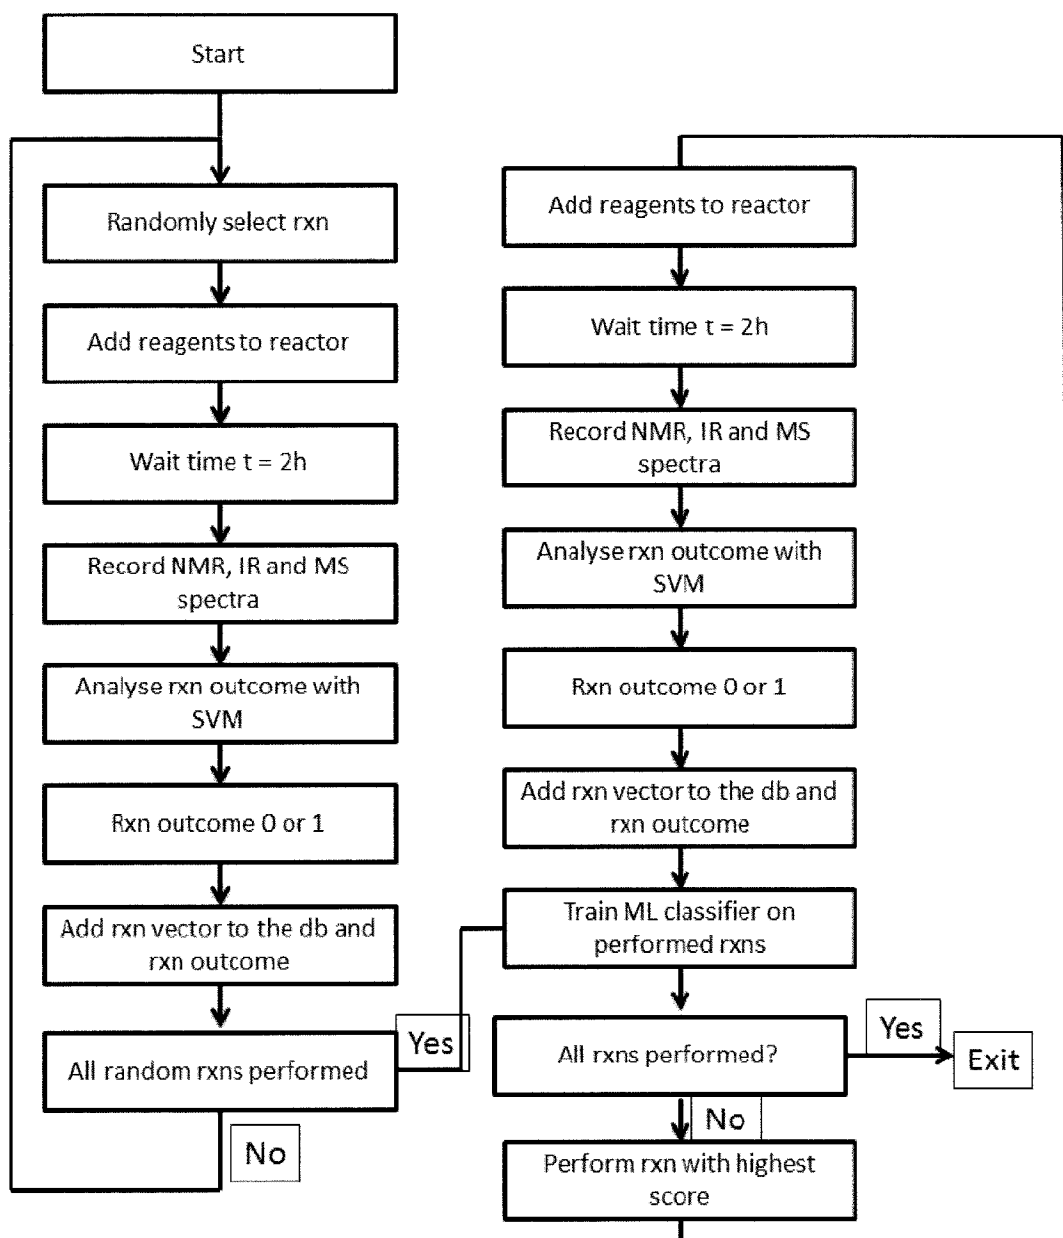 Start
Randomly select rxn
Add reagents to reactor
Wait time t = 2h
Record NMR, IR and MS
spectra
Analyse rxn outcome with
SVM
Rxn outcome 0 or 1
Add rxn vector to the db and
rxn outcome
All random rxns performed
Yes
No
Add reagents to reactor
Wait time t = 2h
Record NMR, IR and MS
spectra
Analyse rxn outcome with
SVM
Rxn outcome 0 or 1
Add rxn vector to the db and
rxn outcome
Train ML classifier on
performed rxns
All rxns performed?
Yes
Exit
No
Perform rxn with highest
score